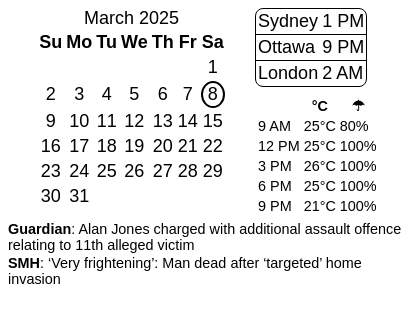 March 2025
Su Mo Tu We Th Fr Sa
1
2 3 4 5 6 7 8
9 10 11 12 13 14 15
16 17 18 19 20 21 22
23 24 25 26 27 28 29
30 31
Sydney 1 PM
Ottawa 9 PM
London 2 AM
°C ☂
9 AM 25°C 80%
12 PM 25°C 100%
3 PM 26°C 100%
6 PM 25°C 100%
9 PM 21°C 100%
Guardian: Alan Jones charged with additional assault offence
relating to 11th alleged victim
SMH: ‘Very frightening’: Man dead after ‘targeted’ home
invasion